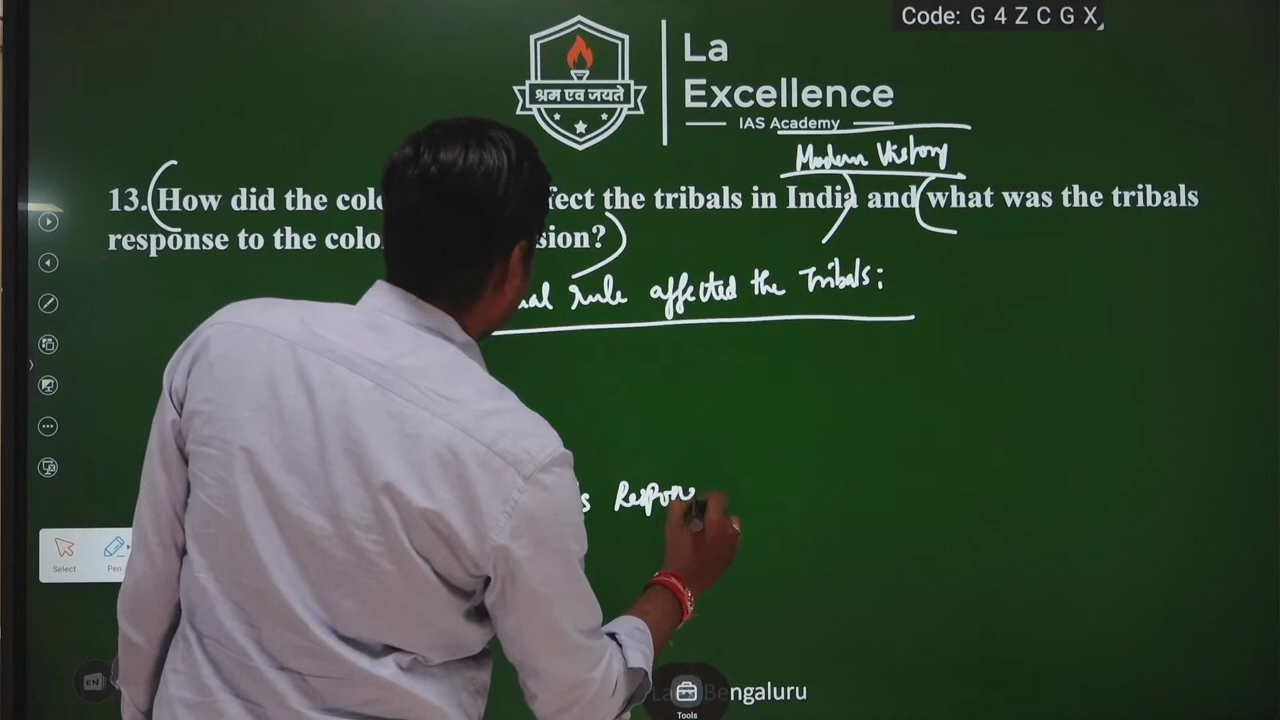 Code: G 4 Z C G X
La
Excellence
IAS Academy
श्रम एव जयते
Modern History
13. How did the colo fect the tribals in India and what was the tribals
response to the colo sion?
rule affected the Tribals:
Respon
Select
Pen
EN
Bengaluru
Tools